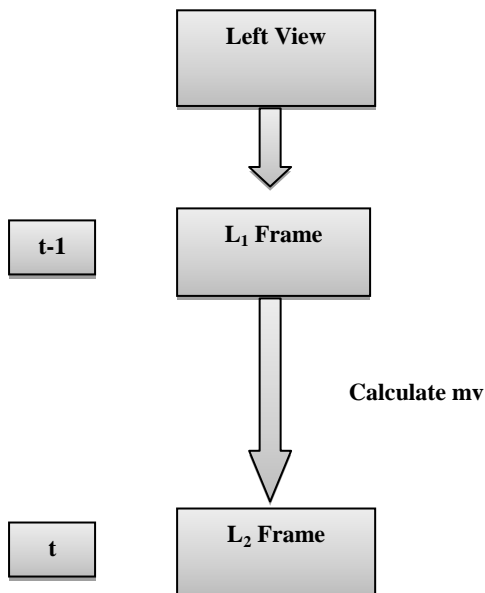 Left View
t-1
L₁ Frame
Calculate mv
t
L₂ Frame